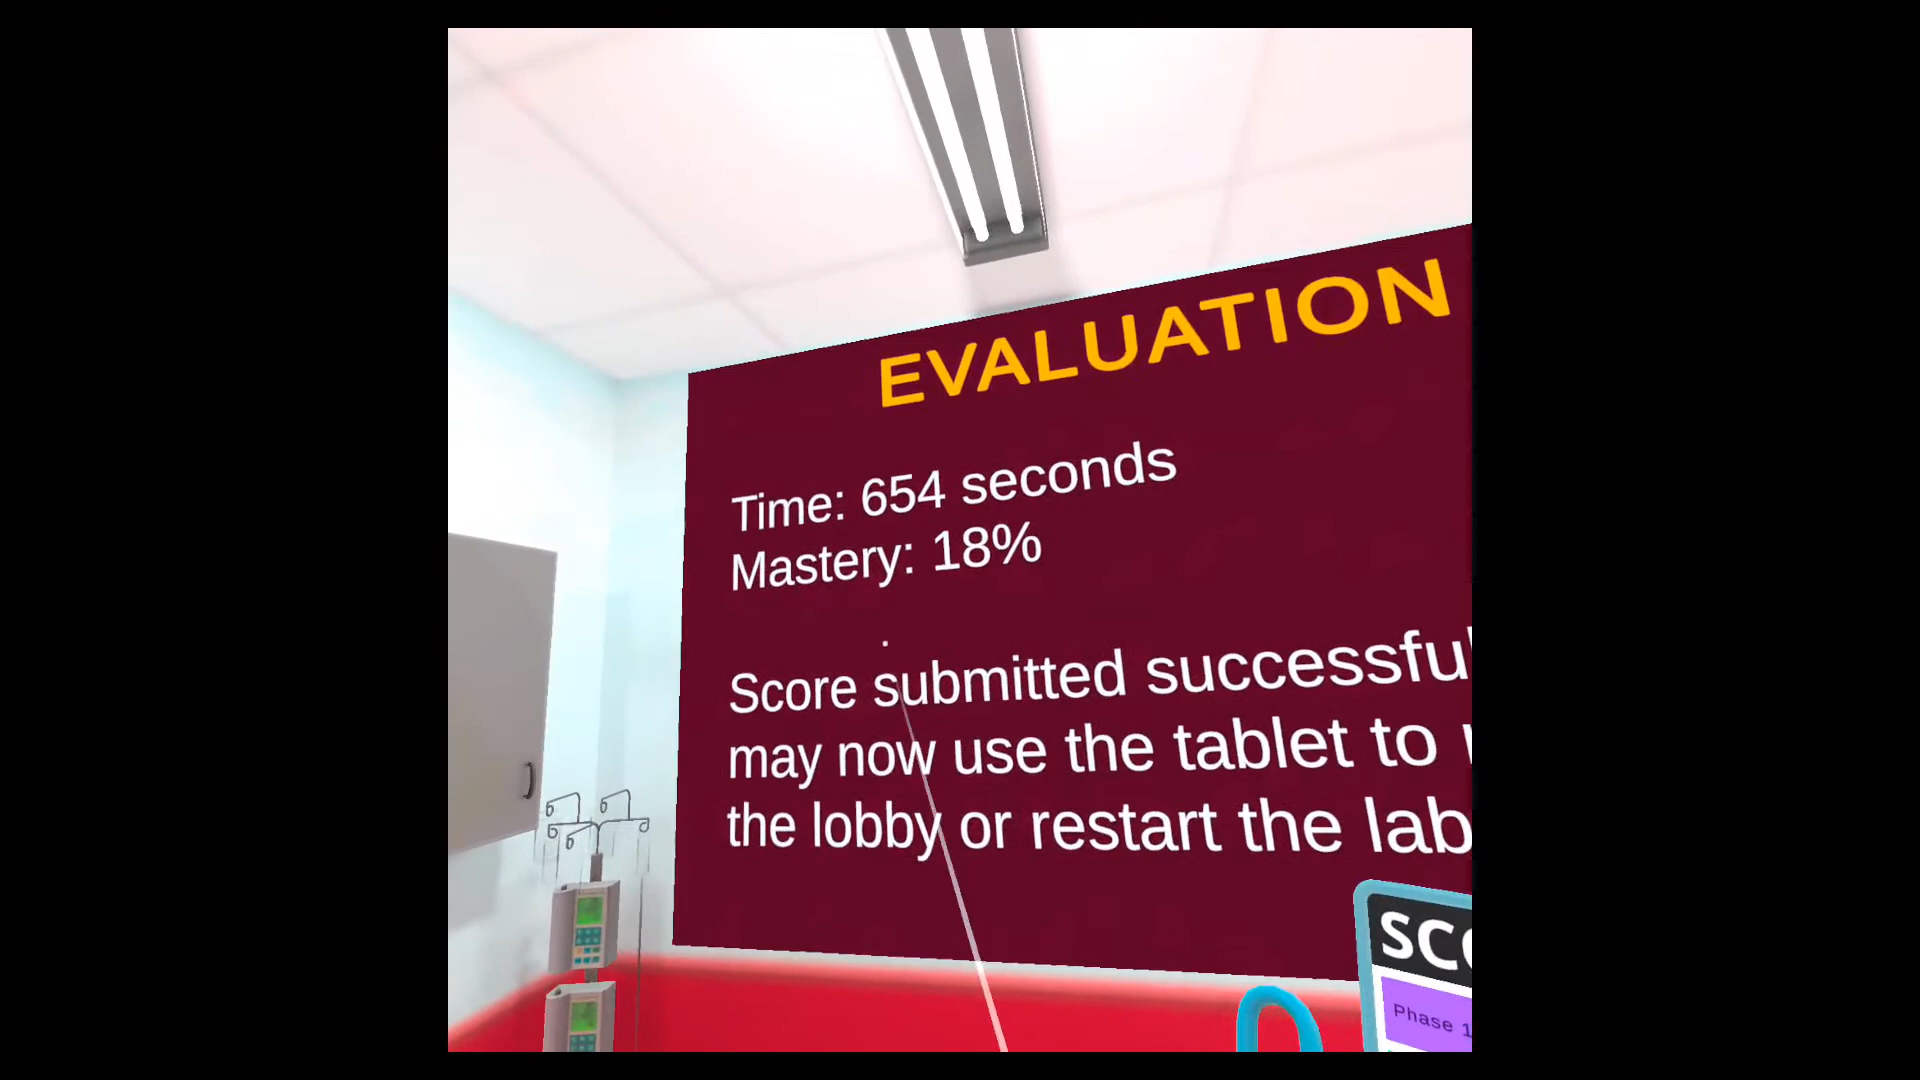 EVALUATION
Time: 654 seconds
Mastery: 18%
Score submitted successfu
may now use the tablet to
the lobby or restart the lab
SCO
Phase 1